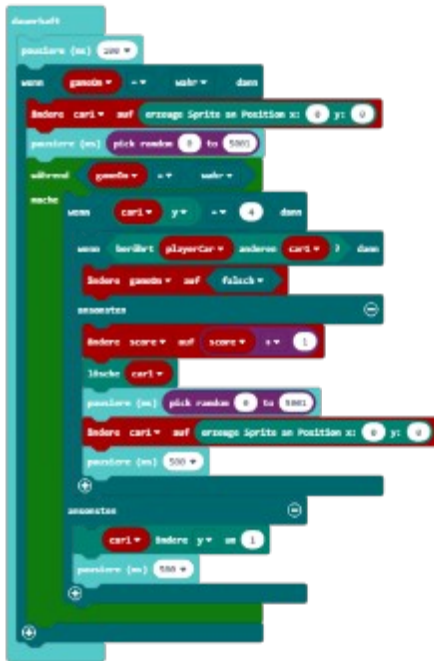 dauerhaft
pausiere (ms) 200
wenn gameOn = wahr dann
ändere car1 auf erzeuge Sprite an Position x: 0 y: 0
pausiere (ms) pick random 0 to 5001
während gameOn = wahr
mache
wenn car1 y = 4 dann
wenn berührt playerCar anderen car1 ? dann
ändere gameOn auf falsch
ansonsten
ändere score auf score + 1
lösche car1
pausiere (ms) pick random 0 to 5001
ändere car1 auf erzeuge Sprite an Position x: 0 y: 0
pausiere (ms) 500
ansonsten
car1 ändere y um 1
pausiere (ms) 500